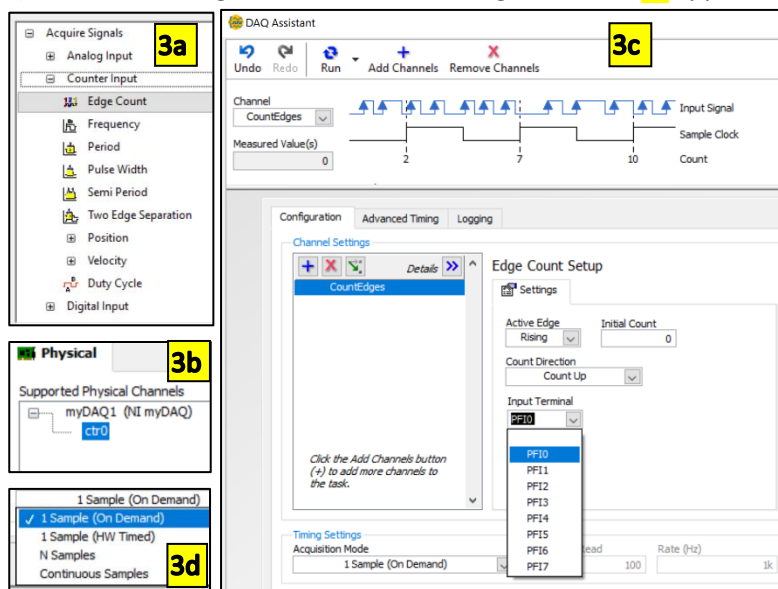 3a
Acquire Signals
Analog Input
Counter Input
Edge Count
Frequency
Period
Pulse Width
Semi Period
Two Edge Separation
Position
Velocity
Duty Cycle
Digital Input
3b
Physical
Supported Physical Channels
myDAQ1 (NI myDAQ)
ctr0
1 Sample (On Demand)
✓ 1 Sample (On Demand)
1 Sample (HW Timed)
N Samples
Continuous Samples
3d
DAQ Assistant
3c
Undo Redo Run Add Channels Remove Channels
Channel
CountEdges
Measured Value(s)
0
Input Signal
Sample Clock
2 7 10 Count
Configuration Advanced Timing Logging
Channel Settings
Details
CountEdges
Click the Add Channels button
(+) to add more channels to
the task.
Edge Count Setup
Settings
Active Edge Initial Count
Rising 0
Count Direction
Count Up
Input Terminal
PFI0
PFI0
PFI1
PFI2
PFI3
PFI4
PFI5
PFI6
PFI7
Timing Settings
Acquisition Mode Rate (Hz)
1 Sample (On Demand) 100 1k